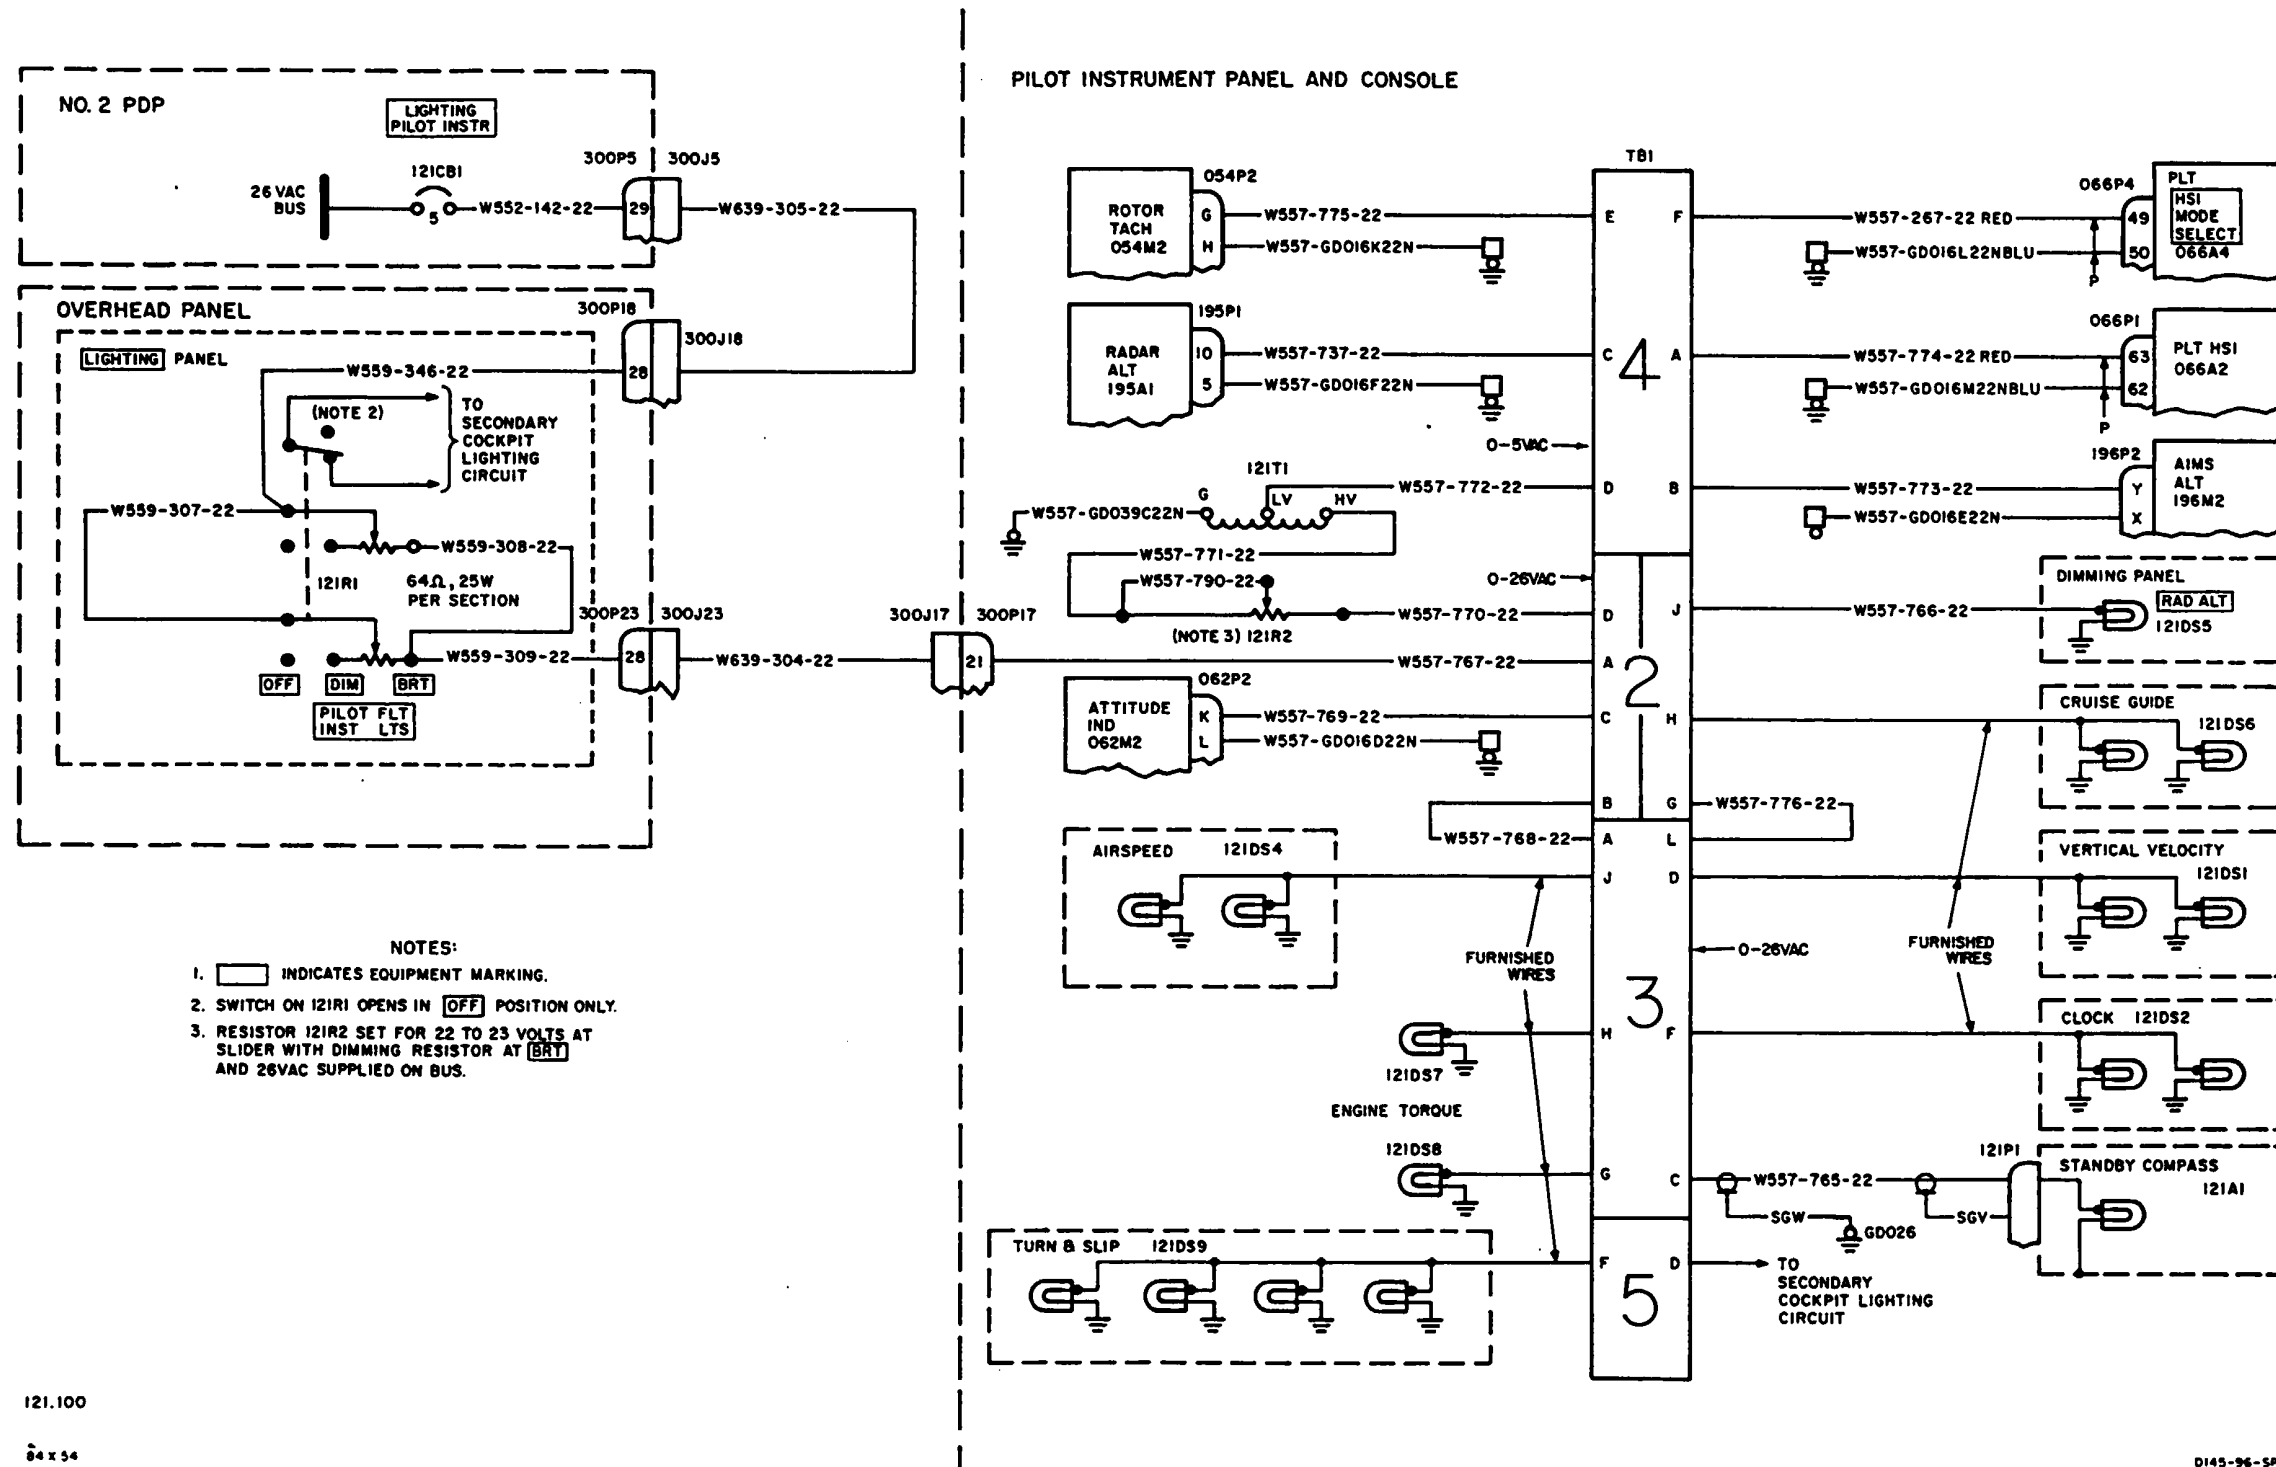 PILOT INSTRUMENT PANEL AND CONSOLE
NO. 2 PDP
LIGHTING
PILOT INSTR
300P5
300J5
121CB1
26 VAC
BUS
5
W552-142-22
29
W639-305-22
OVERHEAD PANEL
300P18
300J18
LIGHTING PANEL
W559-346-22
28
(NOTE 2)
TO
SECONDARY
COCKPIT
LIGHTING
CIRCUIT
W559-307-22
W559-308-22
121R1
64Ω, 25W
PER SECTION
300P23
300J23
W559-309-22
28
W639-304-22
300J17
300P17
21
OFF
DIM
BRT
PILOT FLT
INST LTS
NOTES:
1. INDICATES EQUIPMENT MARKING.
2. SWITCH ON 121R1 OPENS IN OFF POSITION ONLY.
3. RESISTOR 121R2 SET FOR 22 TO 23 VOLTS AT
SLIDER WITH DIMMING RESISTOR AT BRT
AND 26VAC SUPPLIED ON BUS.
TB1
ROTOR
TACH
054M2
054P2
G
W557-775-22
E
H
W557-GD016K22N
RADAR
ALT
195A1
195P1
10
W557-737-22
C
5
W557-GD016F22N
4
0-5VAC
121T1
G
LV
HV
W557-772-22
D
W557-GD039C22N
W557-771-22
W557-790-22
0-26VAC
W557-770-22
D
(NOTE 3) 121R2
W557-767-22
A
2
ATTITUDE
IND
062M2
062P2
K
W557-769-22
C
L
W557-GD016D22N
B
W557-768-22
A
AIRSPEED
121DS4
J
FURNISHED
WIRES
3
H
121DS7
ENGINE TORQUE
121DS8
G
TURN & SLIP
121DS9
F
5
F
W557-267-22 RED
066P4
49
PLT
HSI
MODE
SELECT
066A4
W557-GD016L22NBLU
50
P
A
W557-774-22 RED
066P1
63
PLT HSI
066A2
W557-GD016M22NBLU
62
P
B
W557-773-22
196P2
Y
AIMS
ALT
196M2
W557-GD016E22N
X
DIMMING PANEL
RAD ALT
121DS5
J
W557-766-22
CRUISE GUIDE
121DS6
H
G
W557-776-22
L
VERTICAL VELOCITY
121DS1
D
FURNISHED
WIRES
0-26VAC
CLOCK 121DS2
F
121P1
STANDBY COMPASS
121A1
C
W557-765-22
SGW
GD026
SGV
D
TO
SECONDARY
COCKPIT LIGHTING
CIRCUIT
121.100
84 X 54